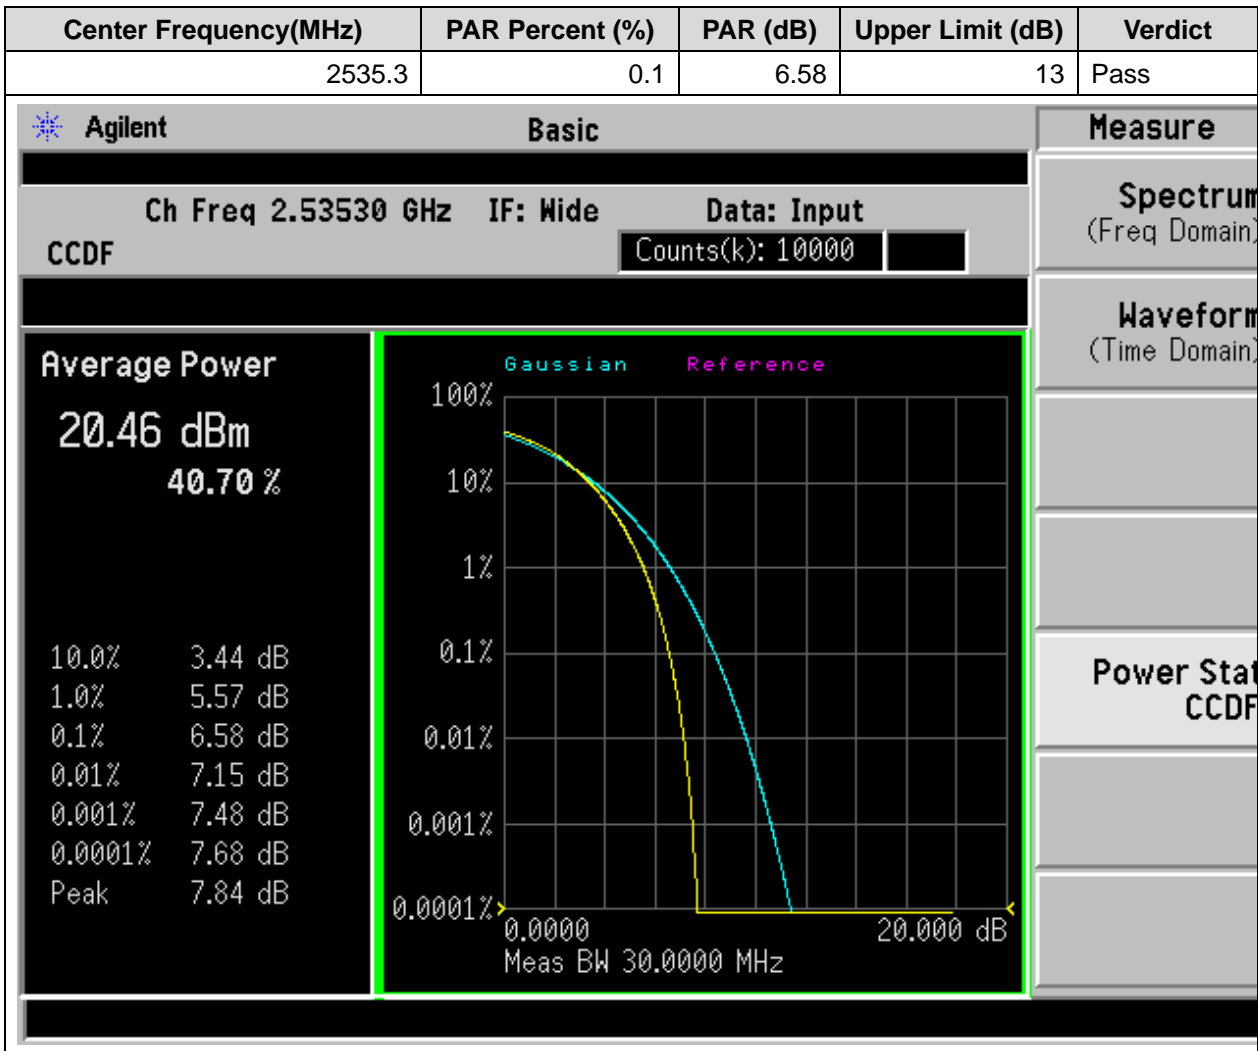 Center Frequency(MHz) PAR Percent (%) PAR (dB) Upper Limit (dB) Verdict
2535.3 0.1 6.58 13 Pass
Agilent Basic Measure
Ch Freq 2.53530 GHz IF: Wide Data: Input
CCDF Counts(k): 10000
Spectrum
(Freq Domain)
Waveform
(Time Domain)
Power Stat
CCDF
Average Power
20.46 dBm
40.70 %
10.0% 3.44 dB
1.0% 5.57 dB
0.1% 6.58 dB
0.01% 7.15 dB
0.001% 7.48 dB
0.0001% 7.68 dB
Peak 7.84 dB
Gaussian Reference
100%
10%
1%
0.1%
0.01%
0.001%
0.0001%
0.0000 20.000 dB
Meas BW 30.0000 MHz